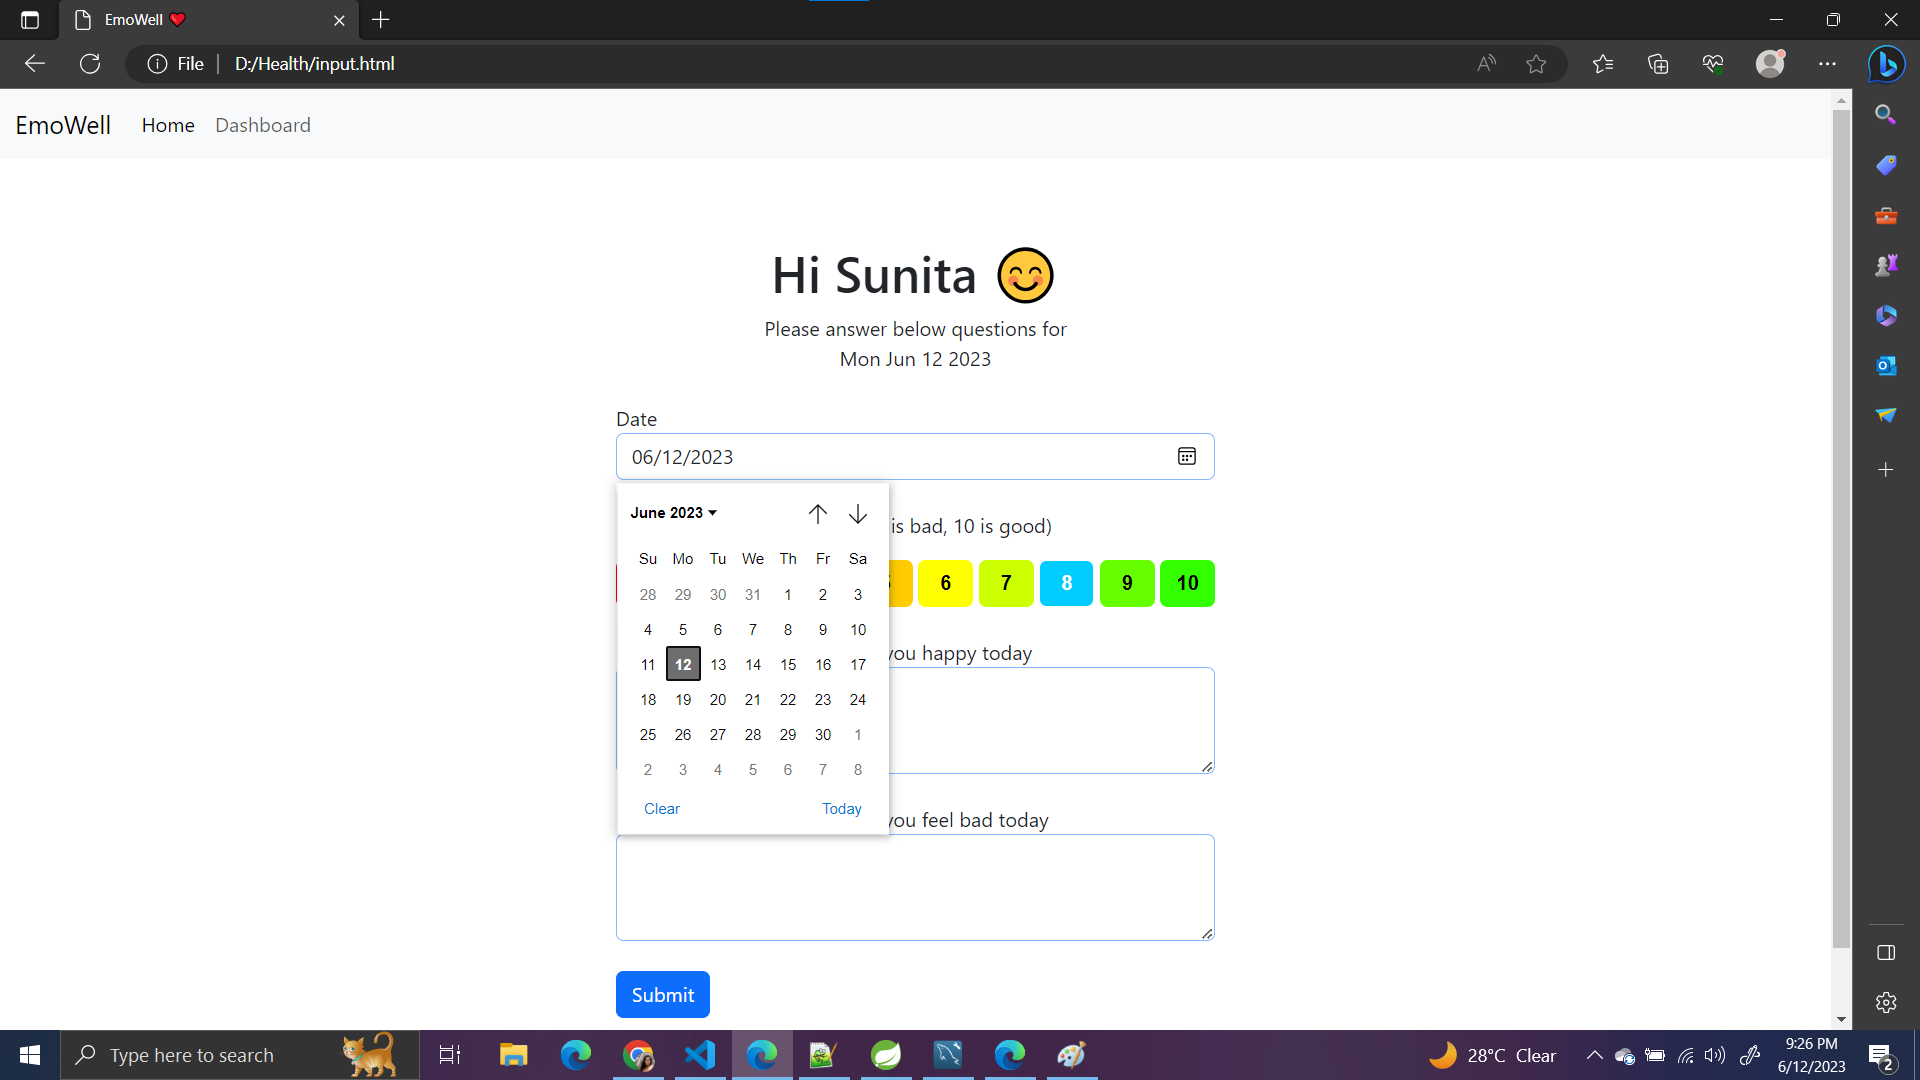 EmoWell
File
D:/Health/input.html
EmoWell
Home
Dashboard
Hi Sunita
Please answer below questions for
Mon Jun 12 2023
Date
06/12/2023
June 2023
is bad, 10 is good)
Su Mo Tu We Th Fr Sa
28 29 30 31 1 2 3
4 5 6 7 8 9 10
11 12 13 14 15 16 17
18 19 20 21 22 23 24
25 26 27 28 29 30 1
2 3 4 5 6 7 8
Clear Today
6 7 8 9 10
you happy today
you feel bad today
Submit
Type here to search
28°C Clear
9:26 PM
6/12/2023
2